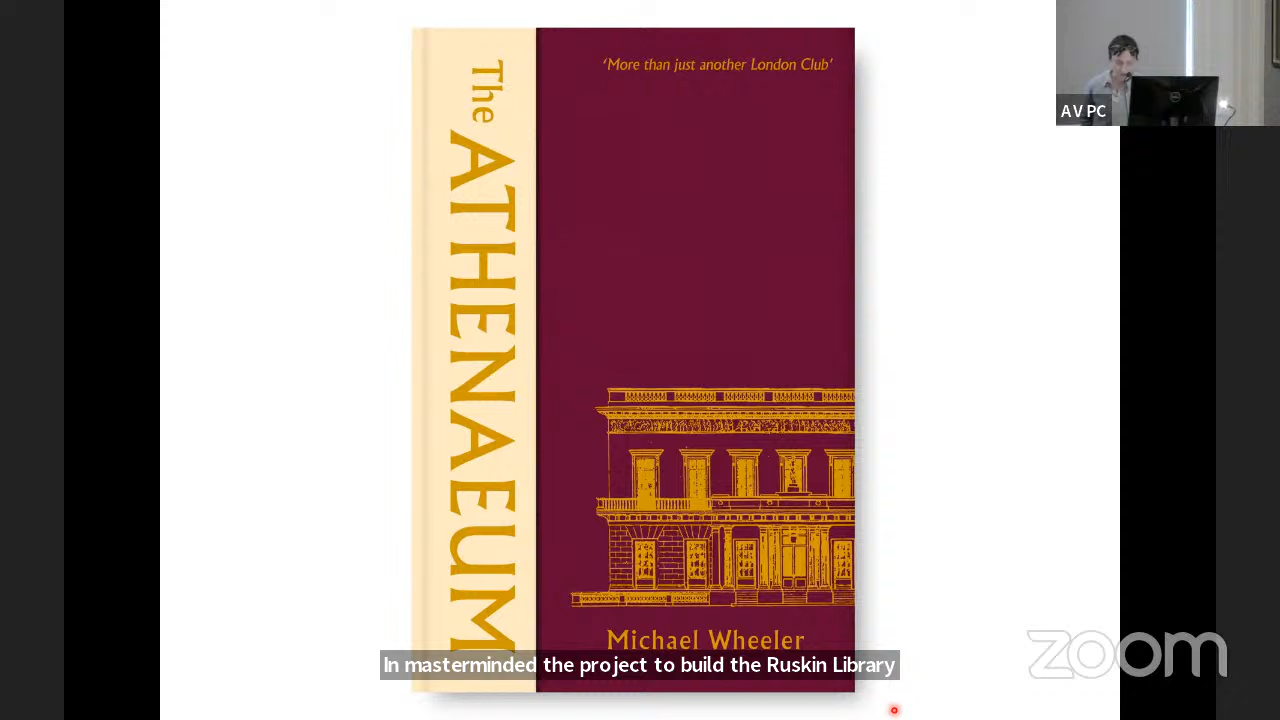 'More than just another London Club'
The ATHENAEUM
Michael Wheeler
In masterminded the project to build the Ruskin Library
AV PC
zoom